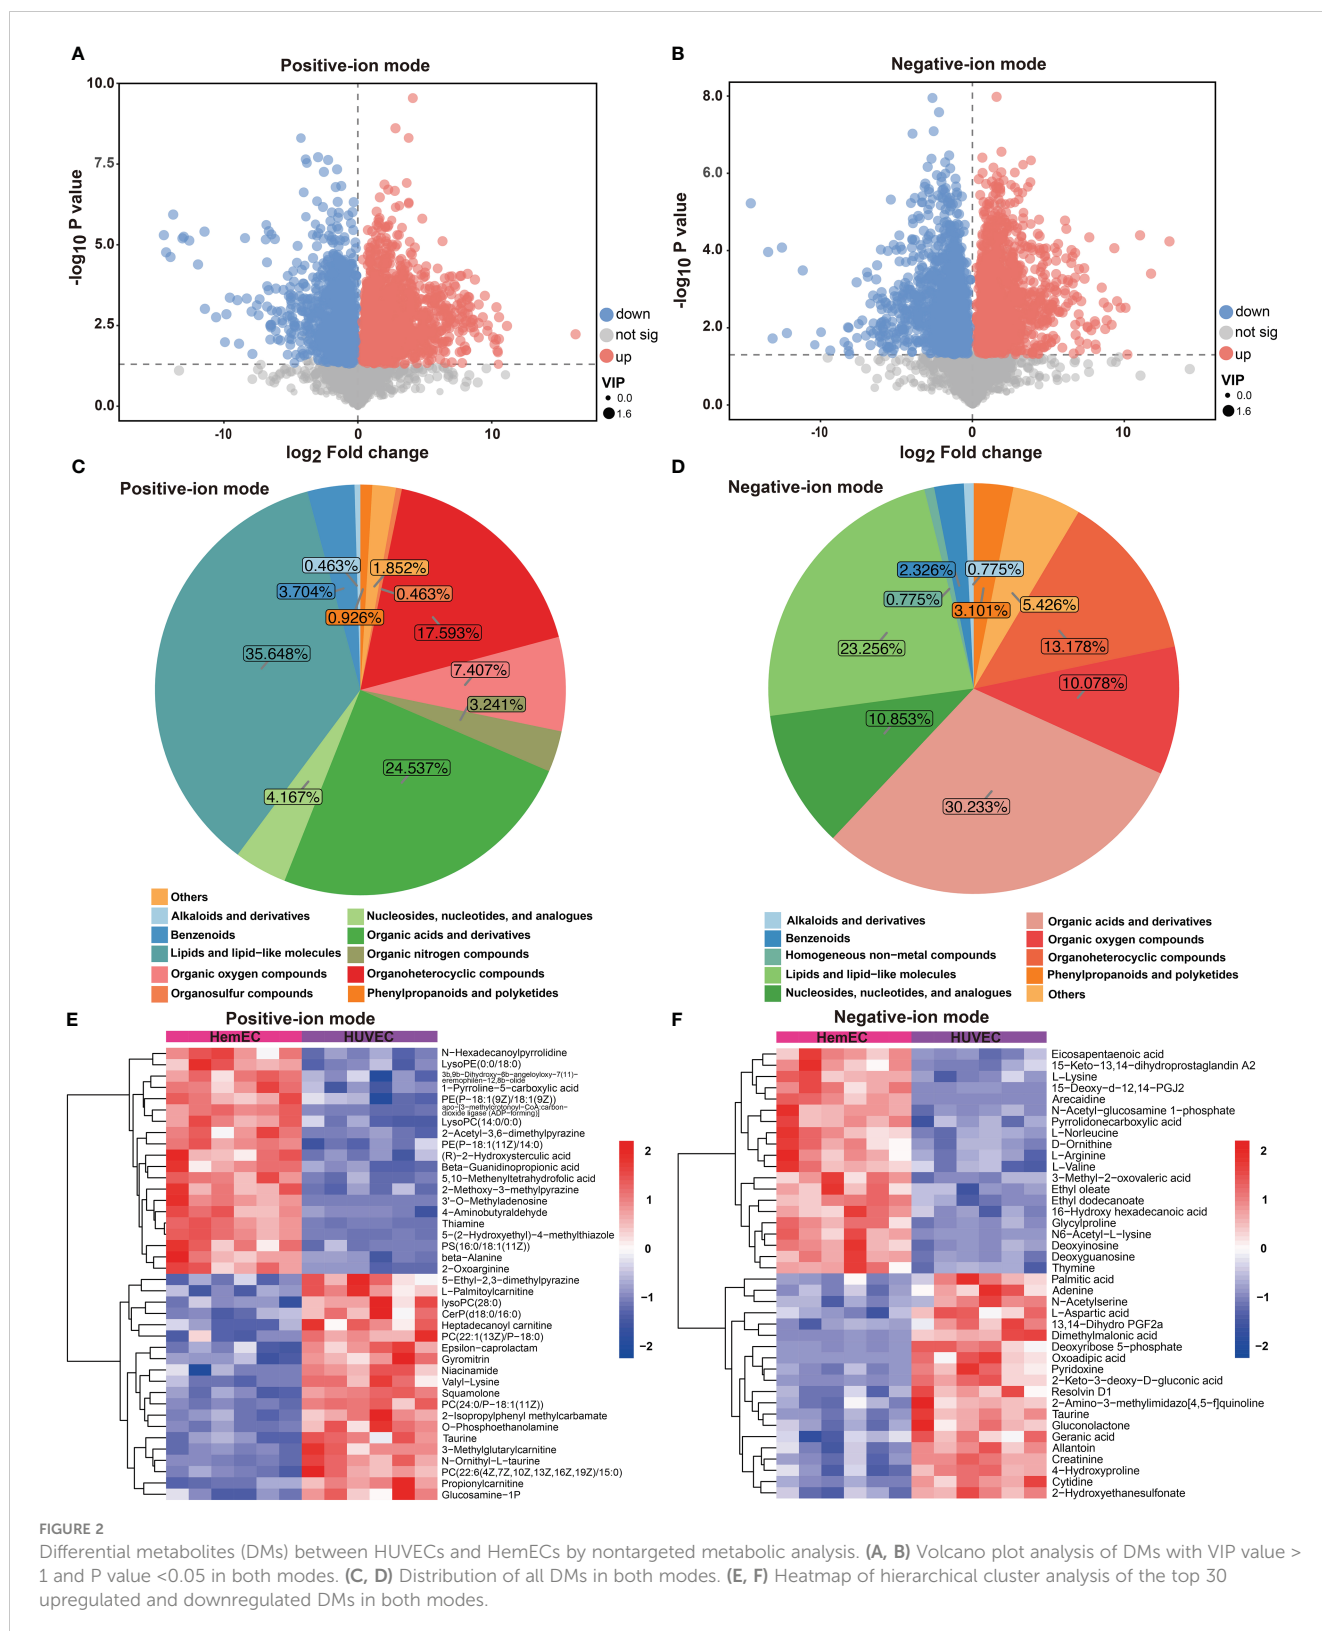 A
Positive-ion mode
10.0
7.5
5.0
2.5
0.0
-log10 P value
-10
0
10
log2 Fold change
down
not sig
up
VIP
0.0
1.6
B
Negative-ion mode
8.0
6.0
4.0
2.0
0.0
-log10 P value
-10
0
10
log2 Fold change
down
not sig
up
VIP
0.0
1.6
C
Positive-ion mode
0.463%
1.852%
3.704%
0.463%
0.926%
17.593%
35.648%
7.407%
3.241%
24.537%
4.167%
Others
Alkaloids and derivatives
Benzenoids
Lipids and lipid−like molecules
Organic oxygen compounds
Organosulfur compounds
Nucleosides, nucleotides, and analogues
Organic acids and derivatives
Organic nitrogen compounds
Organoheterocyclic compounds
Phenylpropanoids and polyketides
D
Negative-ion mode
2.326%
0.775%
0.775%
3.101%
5.426%
23.256%
13.178%
10.078%
10.853%
30.233%
Alkaloids and derivatives
Benzenoids
Homogeneous non−metal compounds
Lipids and lipid−like molecules
Nucleosides, nucleotides, and analogues
Organic acids and derivatives
Organic oxygen compounds
Organoheterocyclic compounds
Phenylpropanoids and polyketides
Others
E
Positive-ion mode
HemEC HUVEC
N−Hexadecanoylpyrrolidine
LysoPE(0:0/18:0)
3b,9b−Dihydroxy−6b−angeloyloxy−7(11)−
eremophilen−12,8b−olide
1−Pyrroline−5−carboxylic acid
PE(P−18:1(9Z)/18:1(9Z))
apo−[3−methylcrotonoyl−CoA:carbon−
dioxide ligase (ADP−forming)]
LysoPC(14:0/0:0)
2−Acetyl−3,6−dimethylpyrazine
PE(P−18:1(11Z)/14:0)
(R)−2−Hydroxysterculic acid
Beta−Guanidinopropionic acid
5,10−Methenyltetrahydrofolic acid
2−Methoxy−3−methylpyrazine
3'−O−Methyladenosine
4−Aminobutyraldehyde
Thiamine
5−(2−Hydroxyethyl)−4−methylthiazole
PS(16:0/18:1(11Z))
beta−Alanine
2−Oxoarginine
5−Ethyl−2,3−dimethylpyrazine
L−Palmitoylcarnitine
lysoPC(28:0)
CerP(d18:0/16:0)
Heptadecanoyl carnitine
PC(22:1(13Z)/P−18:0)
Epsilon−caprolactam
Gyromitrin
Niacinamide
Valyl−Lysine
Squamolone
PC(24:0/P−18:1(11Z))
2−Isopropylphenyl methylcarbamate
O−Phosphoethanolamine
Taurine
3−Methylglutarylcarnitine
N−Ornithyl−L−taurine
PC(22:6(4Z,7Z,10Z,13Z,16Z,19Z)/15:0)
Propionylcarnitine
Glucosamine−1P
2
1
0
−1
−2
F
Negative-ion mode
HemEC HUVEC
Eicosapentaenoic acid
15−Keto−13,14−dihydroprostaglandin A2
L−Lysine
15−Deoxy−d−12,14−PGJ2
Arecaidine
N−Acetyl−glucosamine 1−phosphate
Pyrrolidonecarboxylic acid
L−Norleucine
D−Ornithine
L−Arginine
L−Valine
3−Methyl−2−oxovaleric acid
Ethyl oleate
Ethyl dodecanoate
16−Hydroxy hexadecanoic acid
Glycylproline
N6−Acetyl−L−lysine
Deoxyinosine
Deoxyguanosine
Thymine
Palmitic acid
Adenine
N−Acetylserine
L−Aspartic acid
13,14−Dihydro PGF2a
Dimethylmalonic acid
Deoxyribose 5−phosphate
Oxoadipic acid
Pyridoxine
2−Keto−3−deoxy−D−gluconic acid
Resolvin D1
2−Amino−3−methylimidazo[4,5−f]quinoline
Taurine
Gluconolactone
Geranic acid
Allantoin
Creatinine
4−Hydroxyproline
Cytidine
2−Hydroxyethanesulfonate
2
1
0
−1
−2
FIGURE 2
Differential metabolites (DMs) between HUVECs and HemECs by nontargeted metabolic analysis. (A, B) Volcano plot analysis of DMs with VIP value >
1 and P value <0.05 in both modes. (C, D) Distribution of all DMs in both modes. (E, F) Heatmap of hierarchical cluster analysis of the top 30
upregulated and downregulated DMs in both modes.